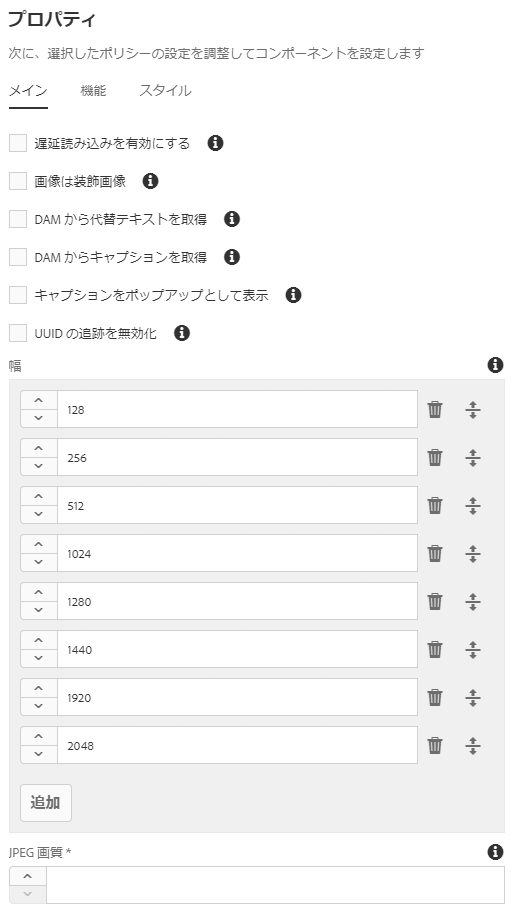 プロパティ
次に、選択したポリシーの設定を調整してコンポーネントを設定します
メイン 機能 スタイル
遅延読み込みを有効にする
画像は装飾画像
DAM から代替テキストを取得
DAM からキャプションを取得
キャプションをポップアップとして表示
UUID の追跡を無効化
幅
128
256
512
1024
1280
1440
1920
2048
追加
JPEG 画質 *